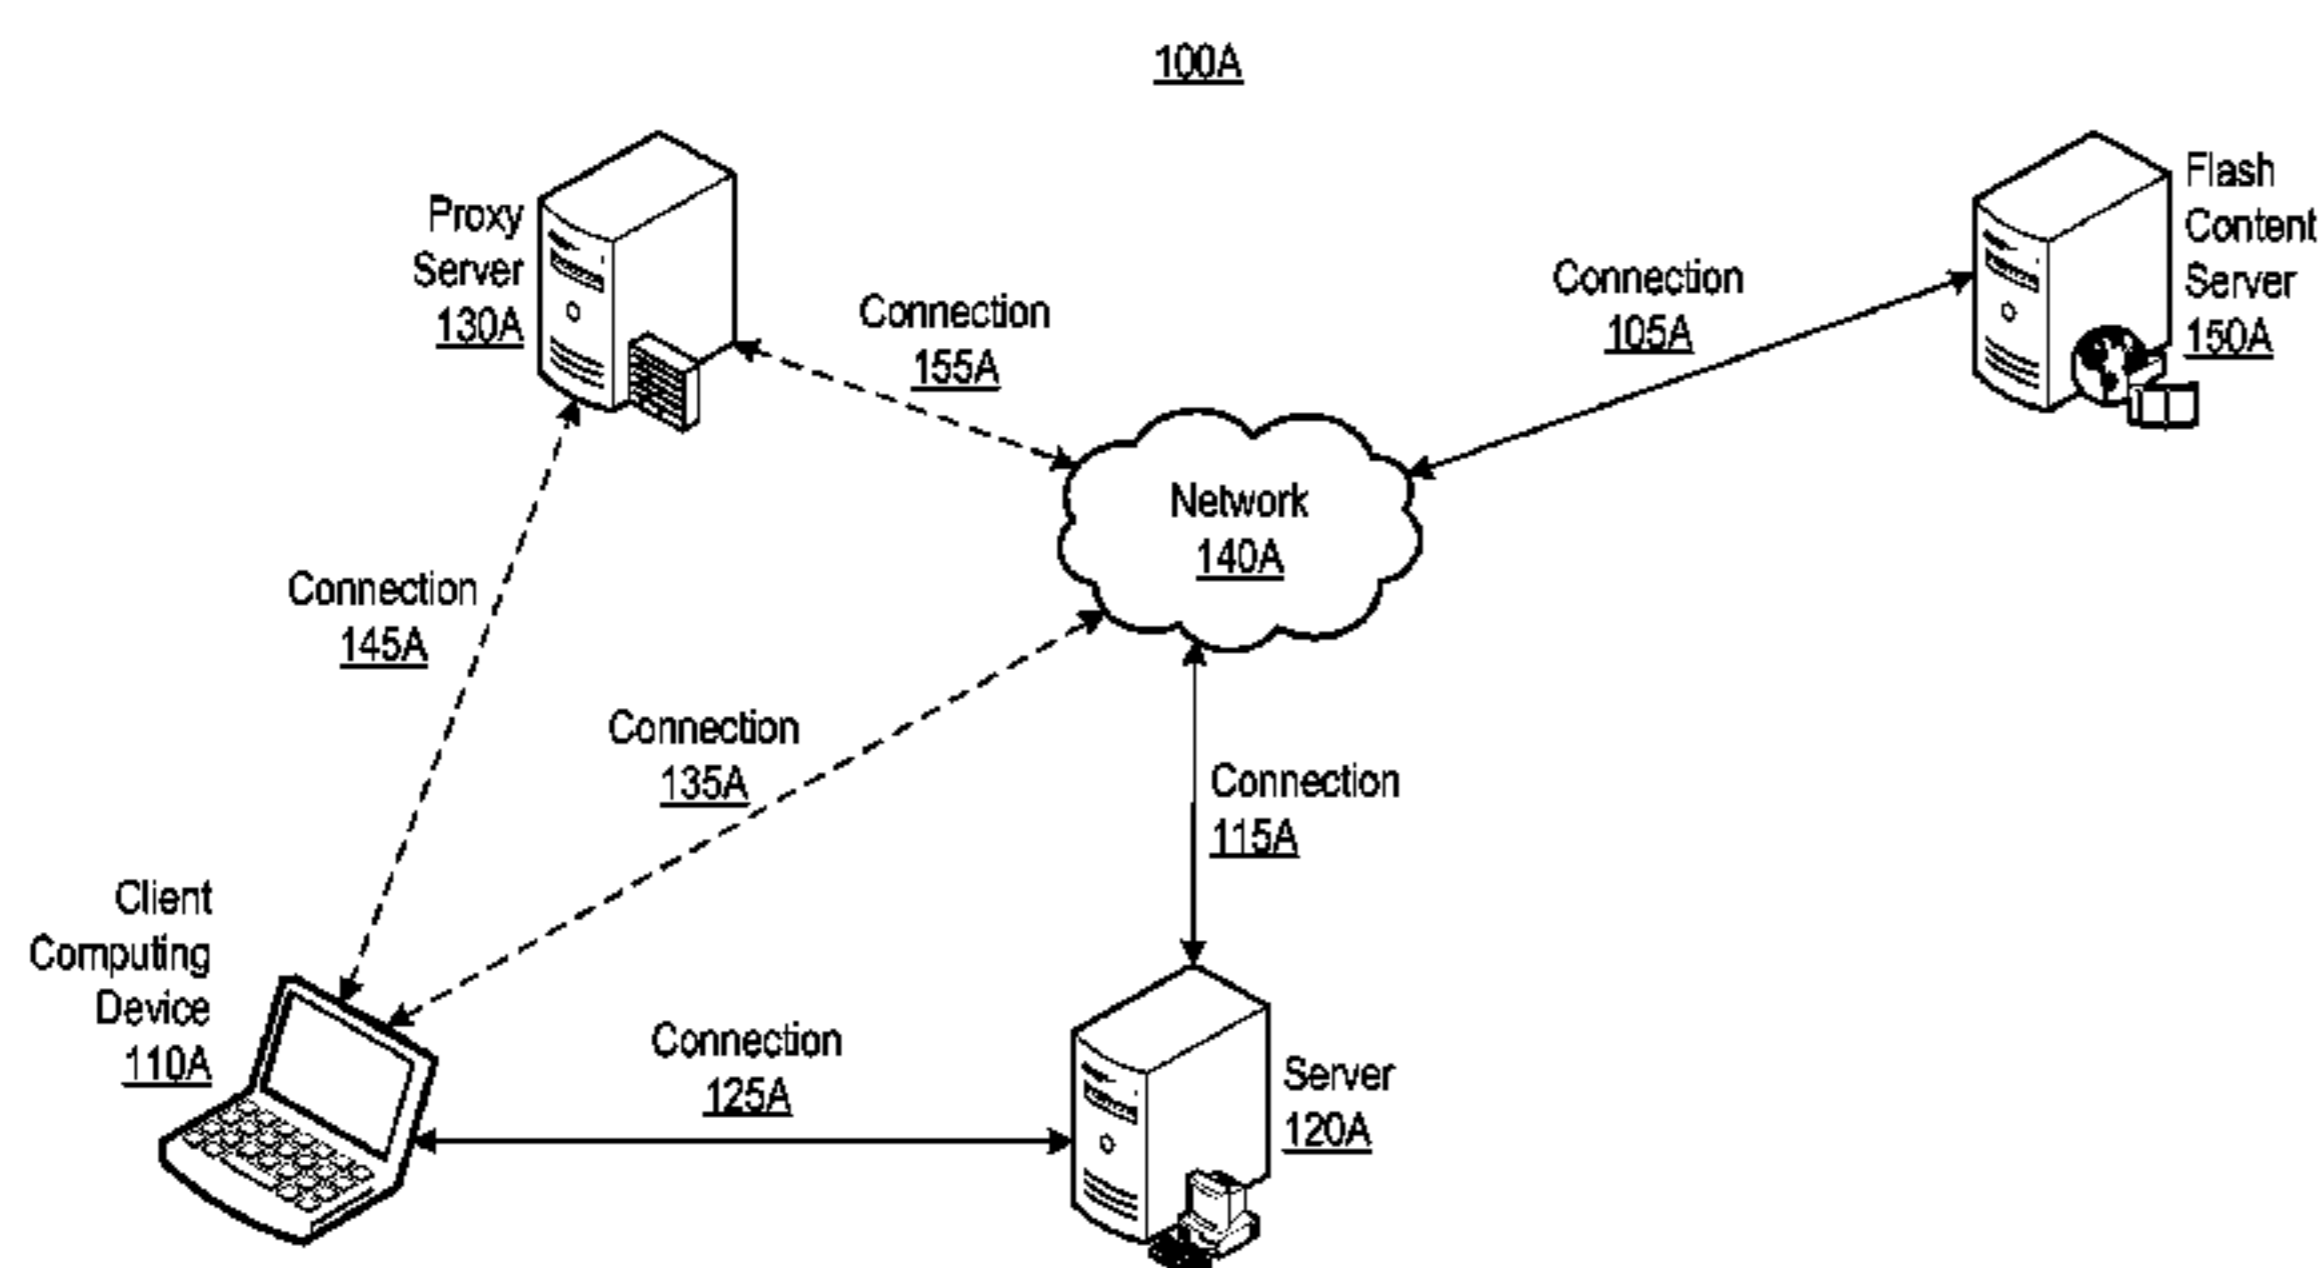 100A
Proxy
Server
130A
Connection
155A
Connection
105A
Flash
Content
Server
150A
Network
140A
Connection
145A
Connection
135A
Connection
115A
Client
Computing
Device
110A
Connection
125A
Server
120A